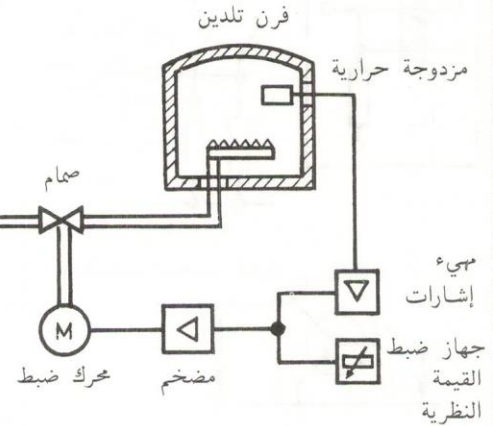 فرن تلدين
مزدوجة حرارية
صمام
مهيء
إشارات
M
مضخم
محرك ضبط
جهاز ضبط
القيمة
النظرية